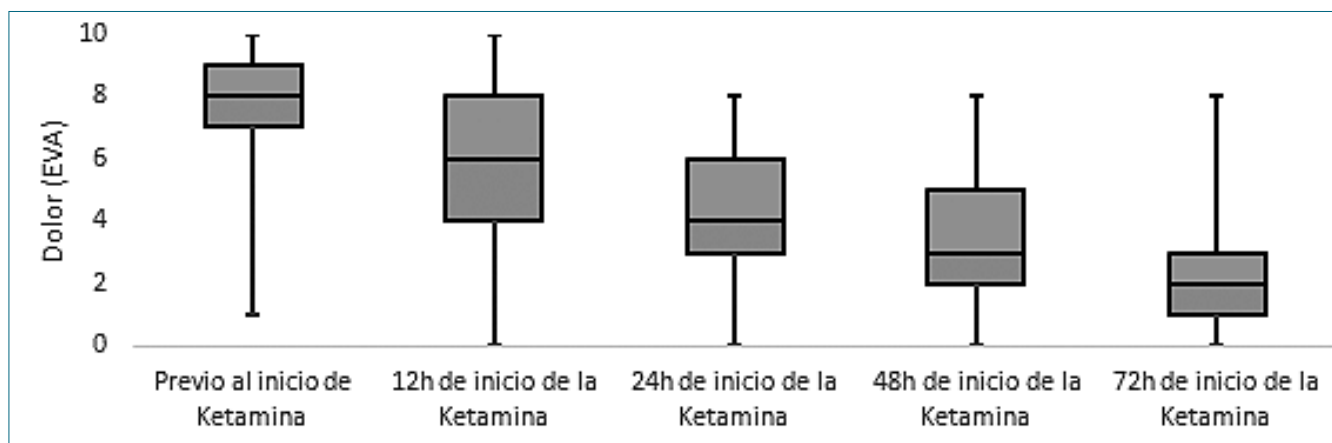 Dolor (EVA)
10
8
6
4
2
0
Previo al inicio de
Ketamina
12h de inicio de la
Ketamina
24h de inicio de la
Ketamina
48h de inicio de la
Ketamina
72h de inicio de la
Ketamina